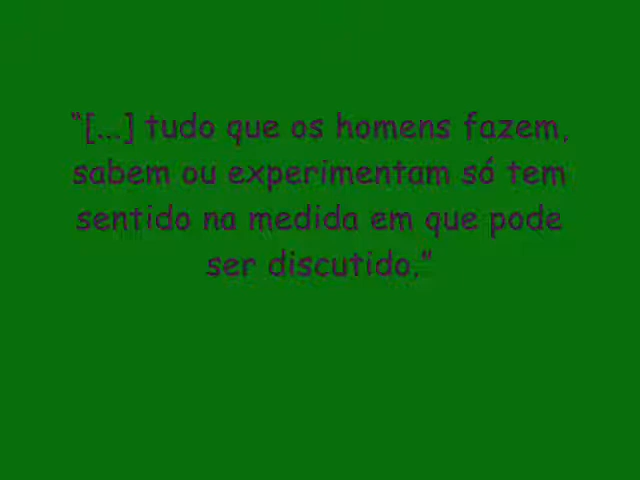 “[...] tudo que os homens fazem,
sabem ou experimentam só tem
sentido na medida em que pode
ser discutido.”